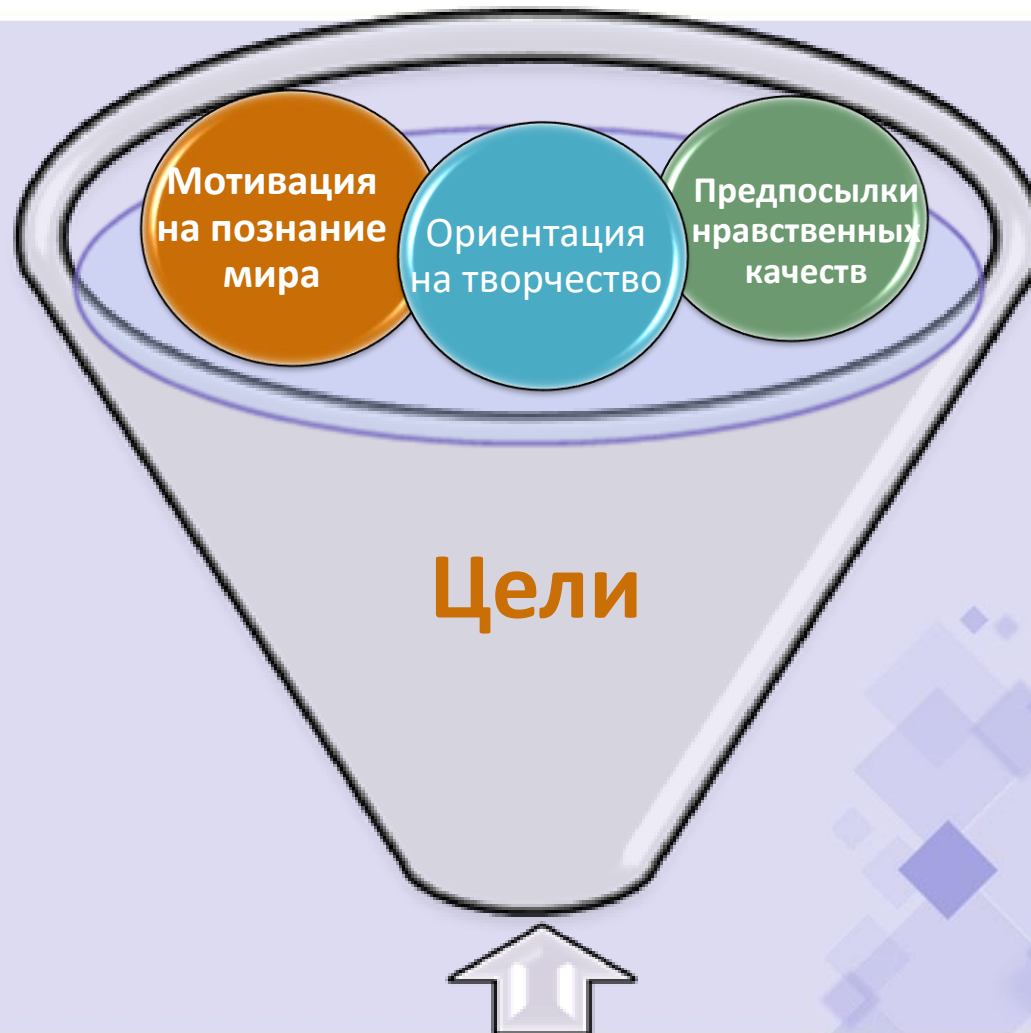 Мотивация
на познание
мира
Ориентация
на творчество
Предпосылки
нравственных
качеств
Цели